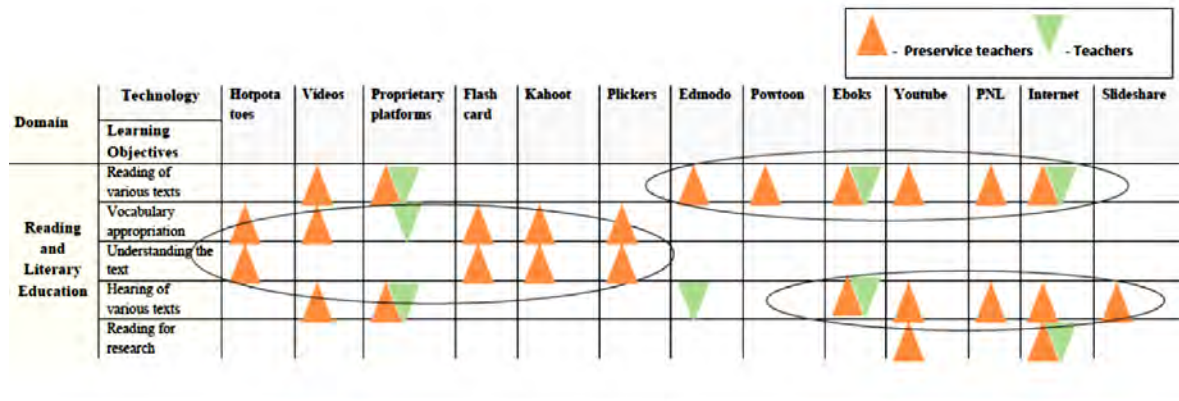 - Preservice teachers - Teachers
Domain
Technology
Learning
Objectives
Hotpota
toes
Videos
Proprietary
platforms
Flash
card
Kahoot
Plickers
Edmodo
Powtoon
Eboks
Youtube
PNL
Internet
Slideshare
Reading
and
Literary
Education
Reading of
various texts
Vocabulary
appropriation
Understanding the
text
Hearing of
various texts
Reading for
research